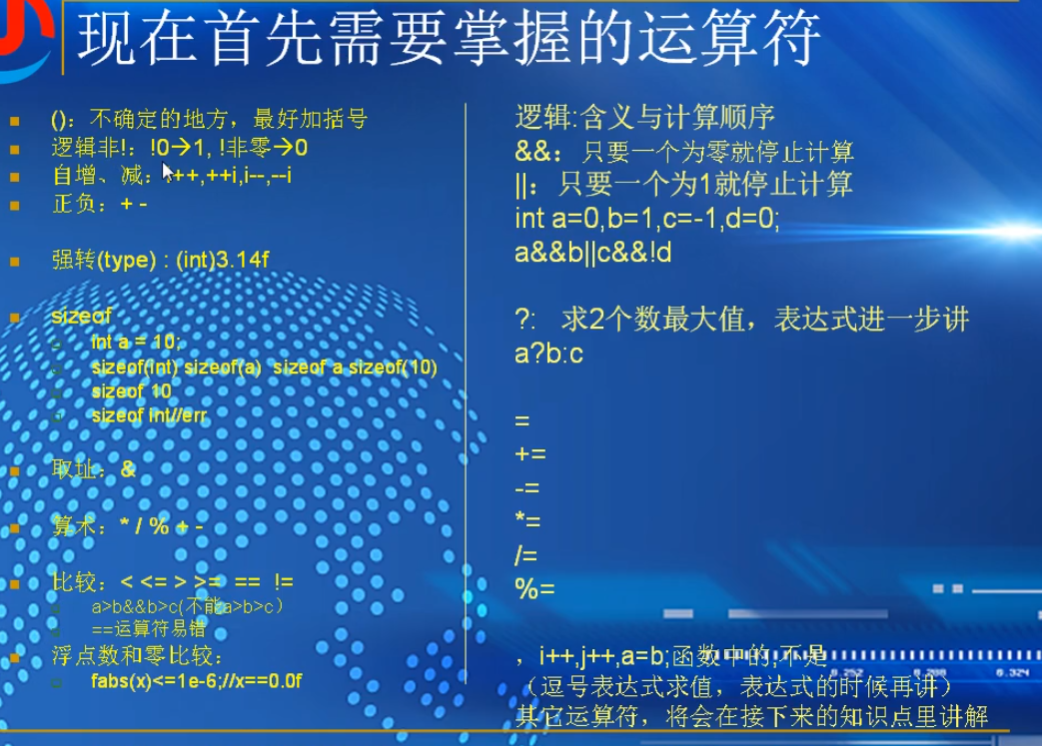 现在首先需要掌握的运算符
()：不确定的地方，最好加括号
逻辑非!：!0→1, !非零→0
自增、减：++,++i,i--,--i
正负：+ -
强转(type) : (int)3.14f
sizeof
int a = 10;
sizeof(int) sizeof(a) sizeof a sizeof(10)
sizeof 10
sizeof int//err
取址：&
算术：* / % + -
比较：< <= > >= == !=
a>b&&b>c(不能a>b>c）
==运算符易错
浮点数和零比较：
fabs(x)<=1e-6;//x==0.0f
逻辑:含义与计算顺序
&&：只要一个为零就停止计算
||：只要一个为1就停止计算
int a=0,b=1,c=-1,d=0;
a&&b||c&&!d
?: 求2个数最大值，表达式进一步讲
a?b:c
=
+=
-=
*=
/=
%=
，i++,j++,a=b;函数中的,不是
（逗号表达式求值，表达式的时候再讲）
其它运算符，将会在接下来的知识点里讲解
0.252 0.288 0.324